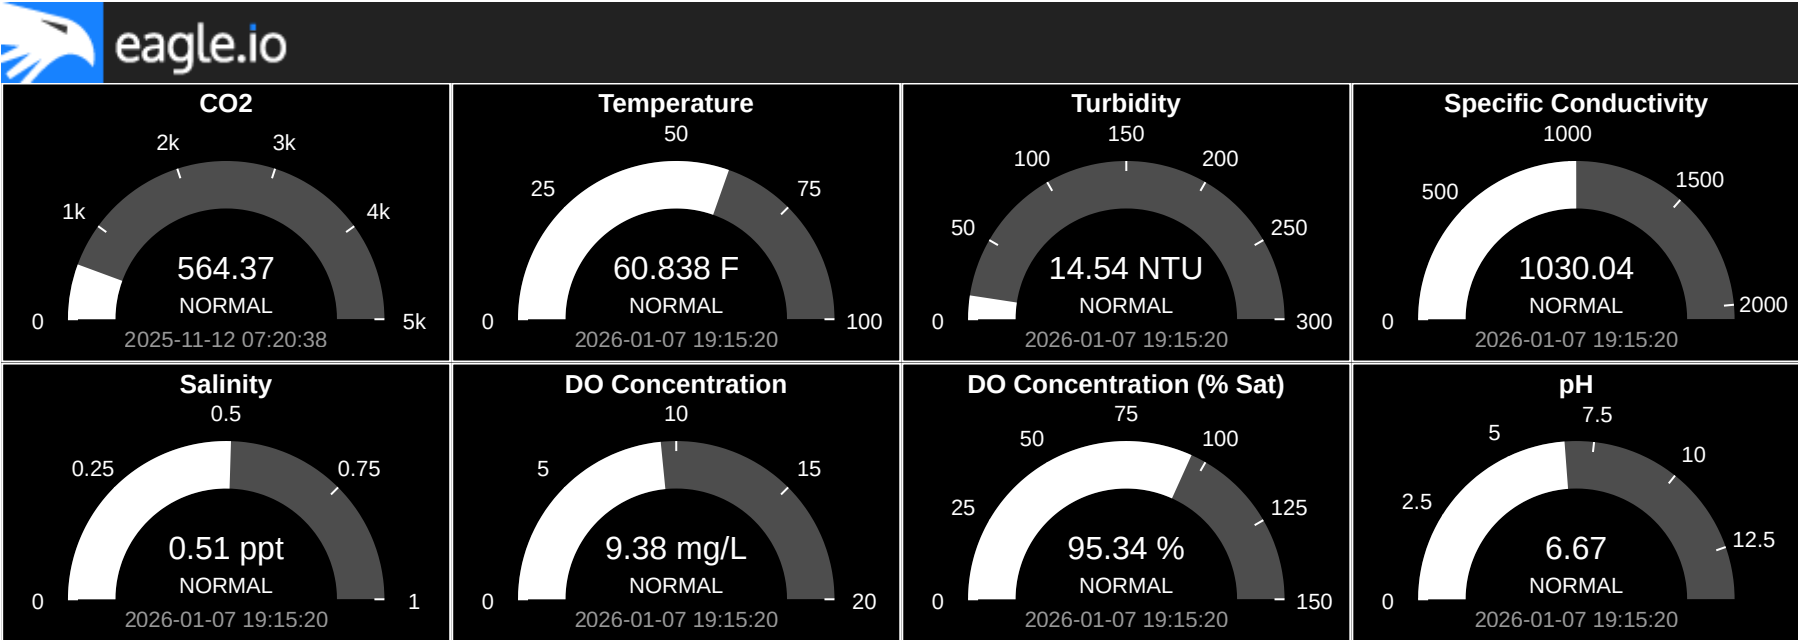 eagle.io
CO2
2k
3k
1k
4k
564.37
NORMAL
0
5k
2025-11-12 07:20:38
Temperature
50
25
75
60.838 F
NORMAL
0
100
2026-01-07 19:15:20
Turbidity
150
100
200
50
250
14.54 NTU
NORMAL
0
300
2026-01-07 19:15:20
Specific Conductivity
1000
500
1500
1030.04
NORMAL
0
2000
2026-01-07 19:15:20
Salinity
0.5
0.25
0.75
0.51 ppt
NORMAL
0
1
2026-01-07 19:15:20
DO Concentration
10
5
15
9.38 mg/L
NORMAL
0
20
2026-01-07 19:15:20
DO Concentration (% Sat)
75
50
100
25
125
95.34 %
NORMAL
0
150
2026-01-07 19:15:20
pH
7.5
5
10
2.5
12.5
6.67
NORMAL
0
2026-01-07 19:15:20